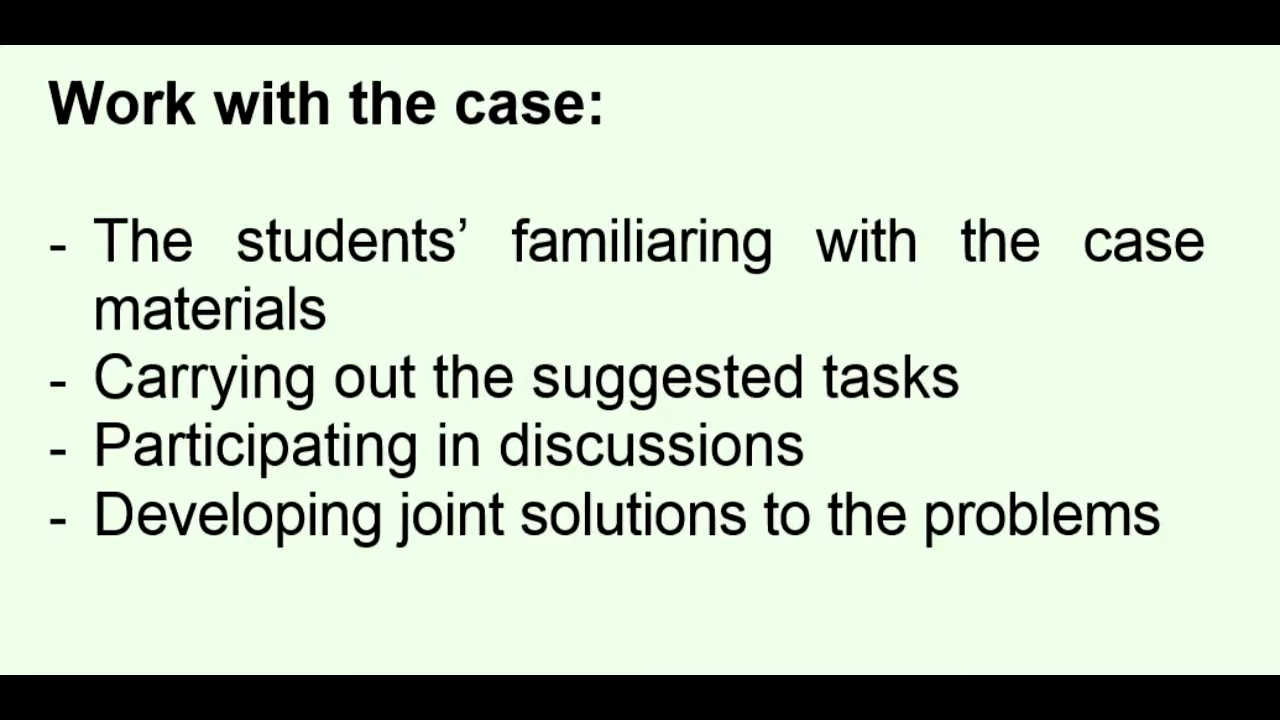 Work with the case:
- The students’ familiaring with the case
materials
- Carrying out the suggested tasks
- Participating in discussions
- Developing joint solutions to the problems